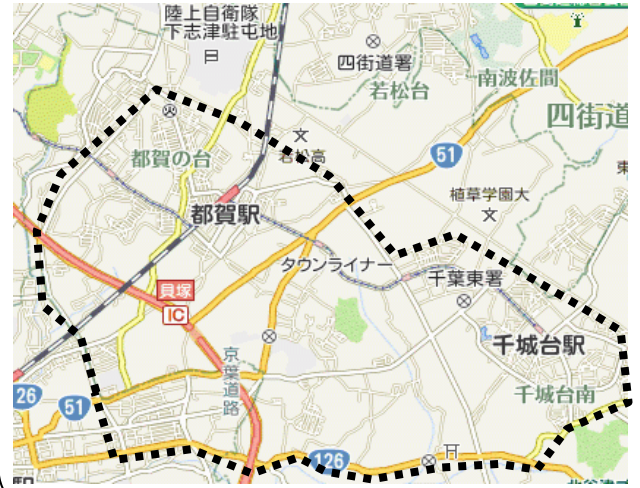 陸上自衛隊
下志津駐屯地
四街道署
南波佐間
若松台
四街道
51
若松高
都賀の台
植草学園大
都賀駅
タウンライナー
千葉東署
貝塚
IC
千城台駅
京葉道路
千城台南
26
51
126
駅